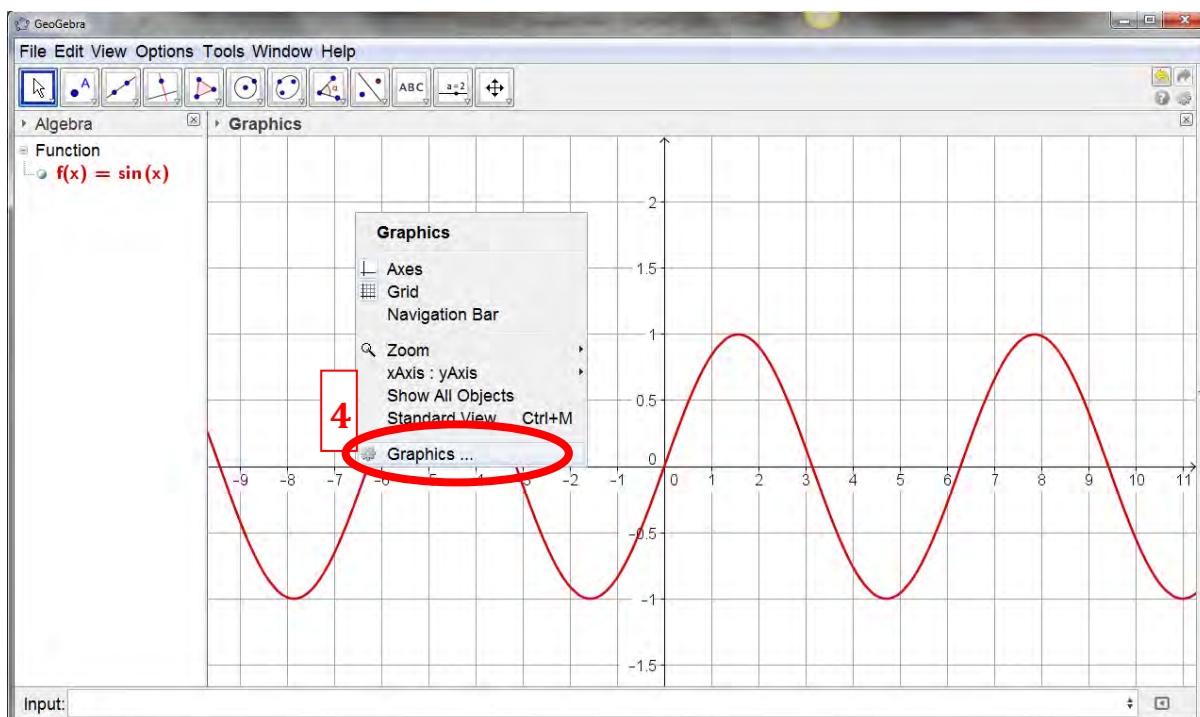 GeoGebra
File Edit View Options Tools Window Help
A
α
ABC
a=2
Algebra
Graphics
Function
f(x) = sin(x)
Graphics
Axes
Grid
Navigation Bar
Zoom
xAxis : yAxis
Show All Objects
Standard View Ctrl+M
Graphics ...
4
2
1.5
1
0.5
0
-9 -8 -7 -6 -3 -2 -1 0 1 2 3 4 5 6 7 8 9 10 11
-0.5
-1
-1.5
Input: